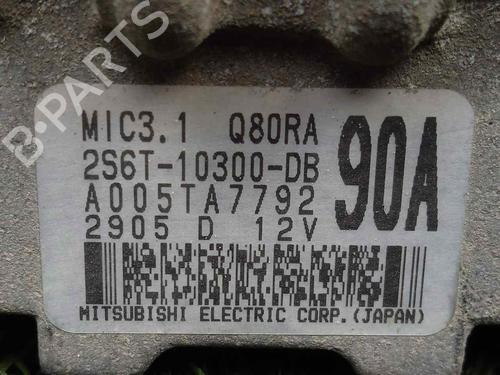 B-PARTS
MIC3.1 Q80RA
2S6T-10300-DB 90A
A005TA7792
2905 D 12V
MITSUBISHI ELECTRIC CORP.(JAPAN)